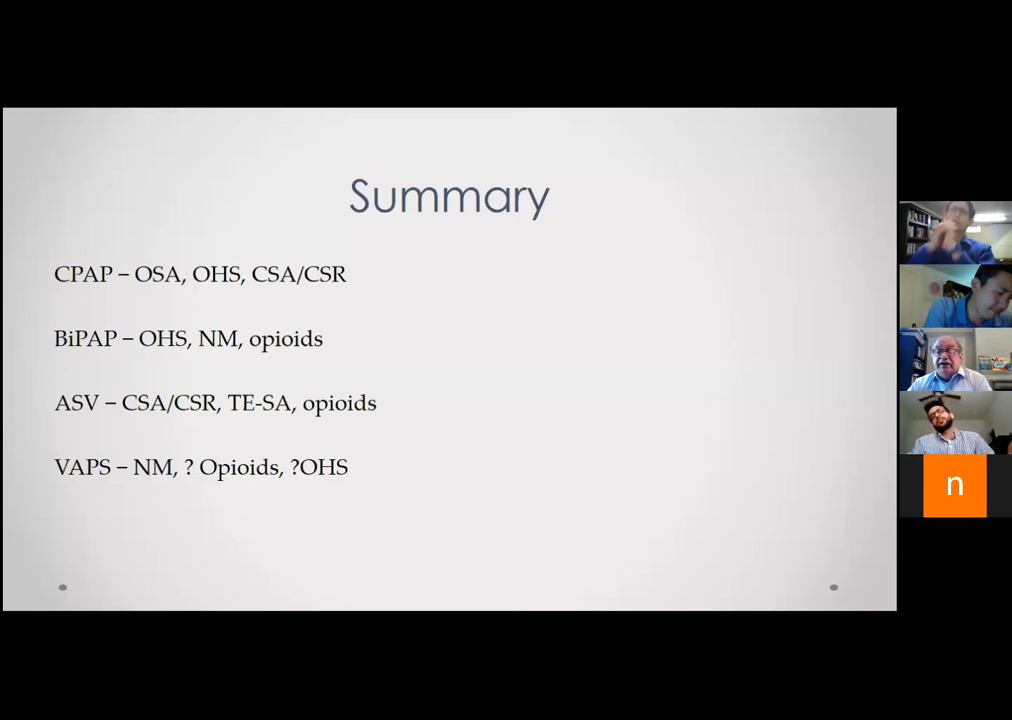 Summary
CPAP – OSA, OHS, CSA/CSR
BiPAP – OHS, NM, opioids
ASV – CSA/CSR, TE-SA, opioids
VAPS – NM, ? Opioids, ?OHS
n